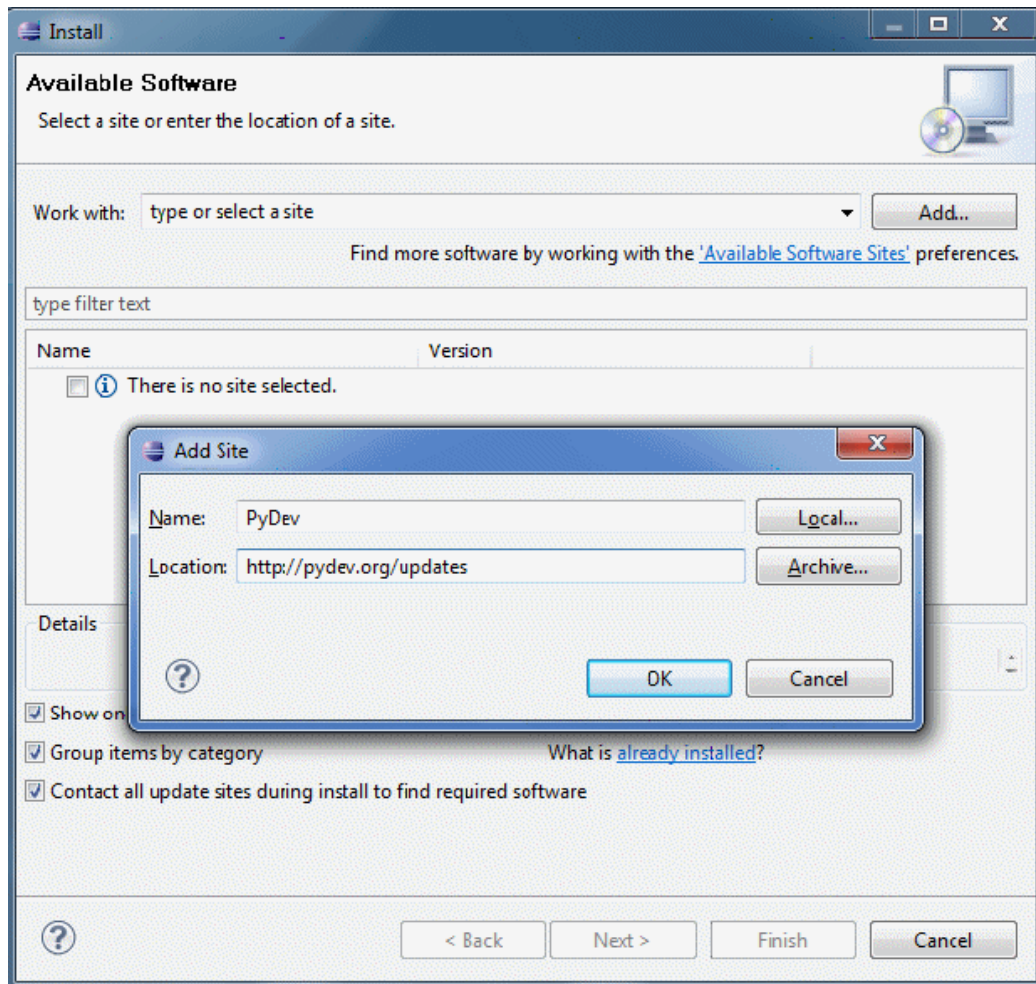 Install
Available Software
Select a site or enter the location of a site.
Work with: type or select a site Add...
Find more software by working with the 'Available Software Sites' preferences.
type filter text
Name Version
There is no site selected.
Add Site
Name: PyDev Local...
Location: http://pydev.org/updates Archive...
OK Cancel
Details
Show on
Group items by category What is already installed?
Contact all update sites during install to find required software
< Back Next > Finish Cancel